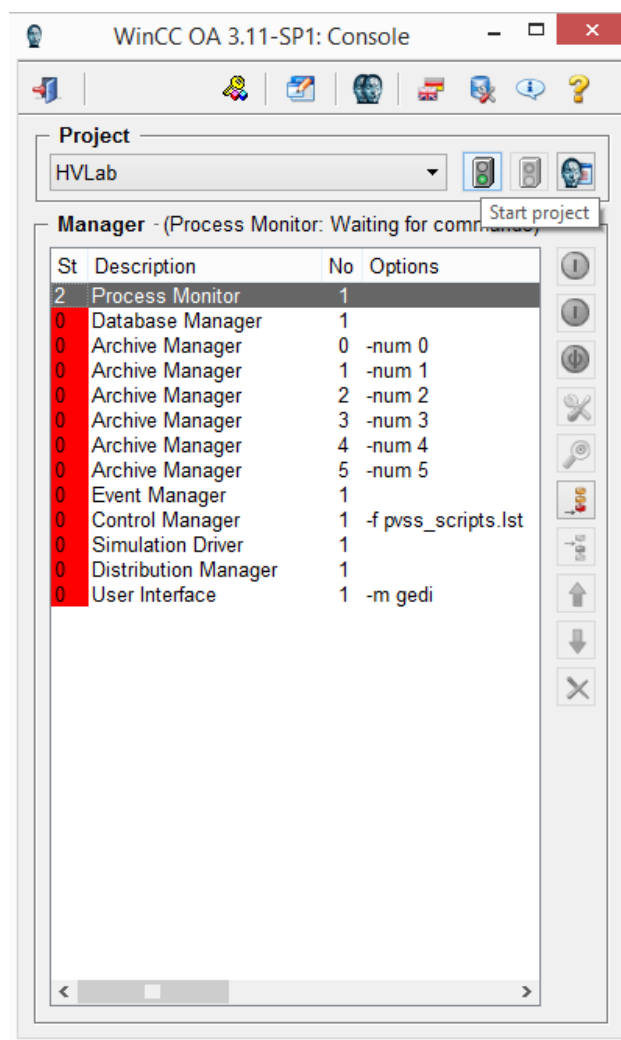 WinCC OA 3.11-SP1: Console
Project
HVLab
Start project
Manager - (Process Monitor: Waiting for commands)
St Description No Options
2 Process Monitor 1
0 Database Manager 1
0 Archive Manager 0 -num 0
0 Archive Manager 1 -num 1
0 Archive Manager 2 -num 2
0 Archive Manager 3 -num 3
0 Archive Manager 4 -num 4
0 Archive Manager 5 -num 5
0 Event Manager 1
0 Control Manager 1 -f pvss_scripts.lst
0 Simulation Driver 1
0 Distribution Manager 1
0 User Interface 1 -m gedi